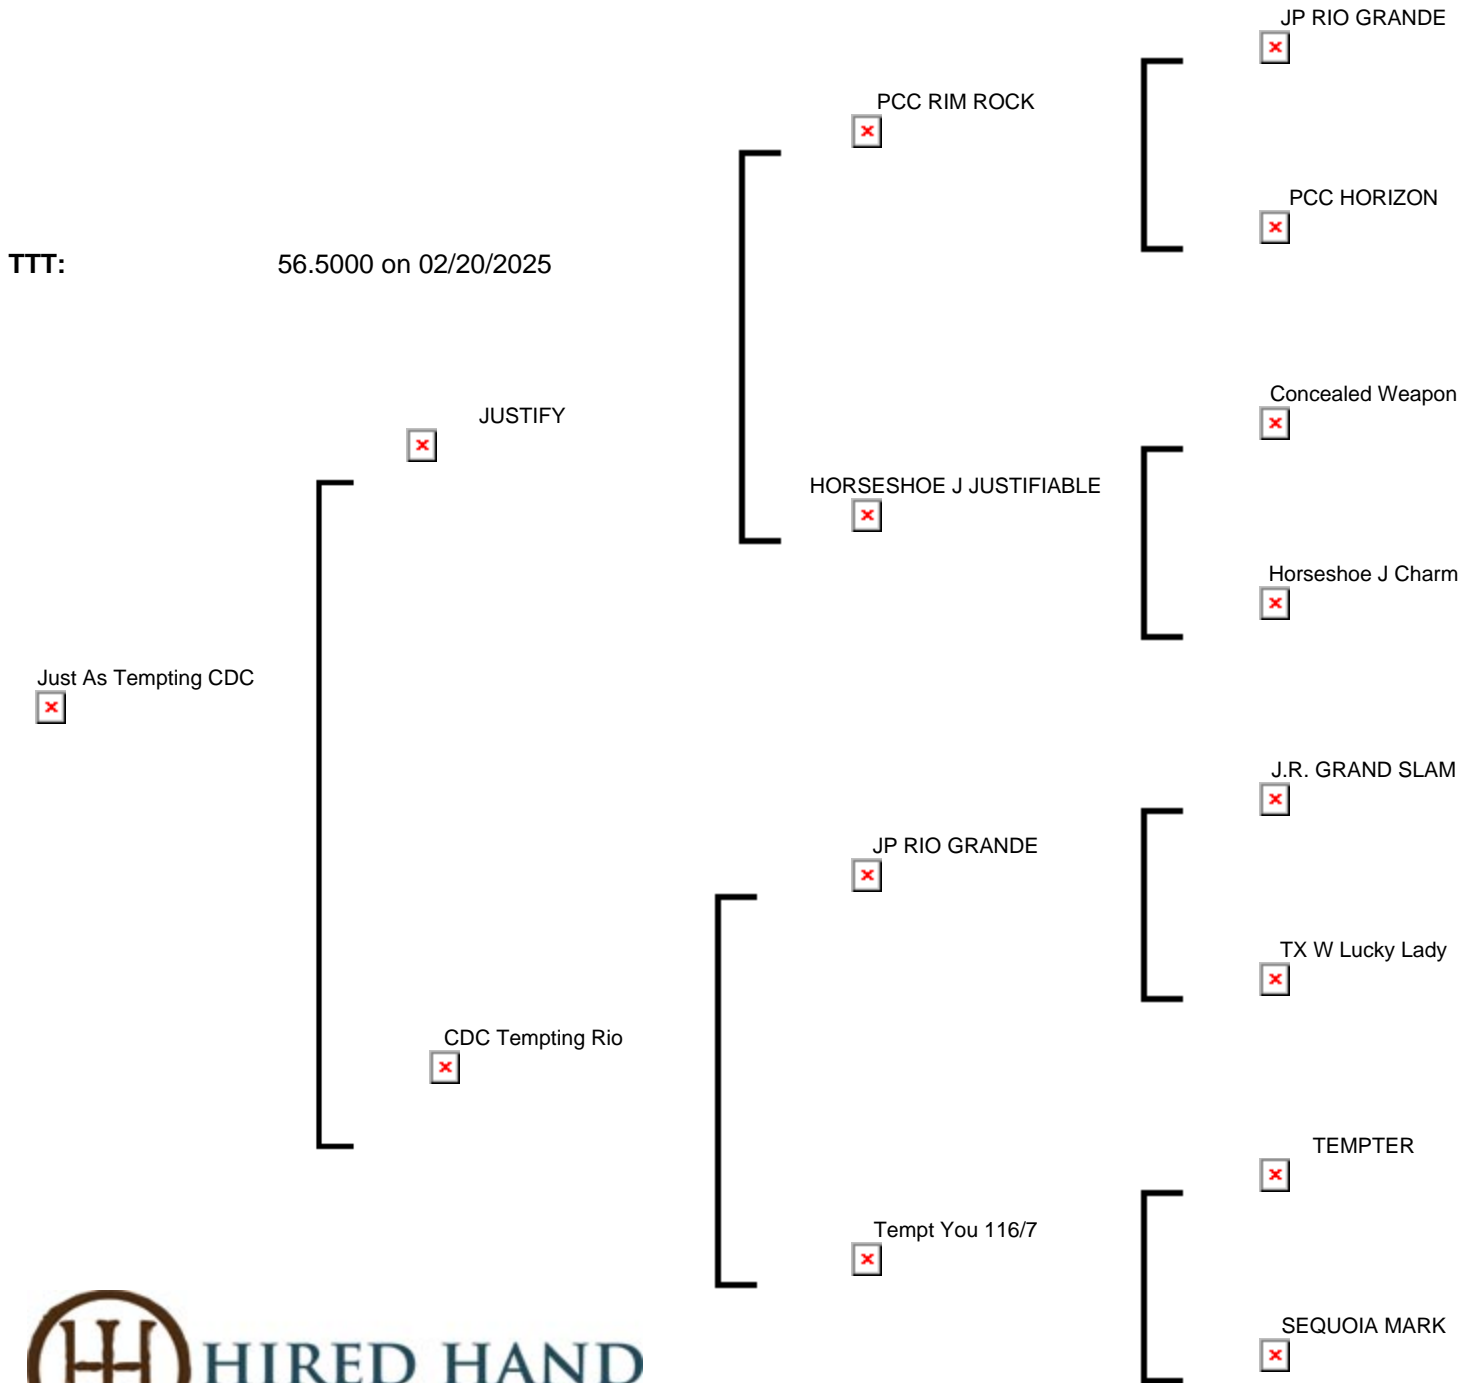 JP RIO GRANDE
PCC RIM ROCK
PCC HORIZON
TTT: 56.5000 on 02/20/2025
Concealed Weapon
JUSTIFY
HORSESHOE J JUSTIFIABLE
Horseshoe J Charm
Just As Tempting CDC
J.R. GRAND SLAM
JP RIO GRANDE
TX W Lucky Lady
CDC Tempting Rio
TEMPTER
Tempt You 116/7
SEQUOIA MARK
HIRED HAND